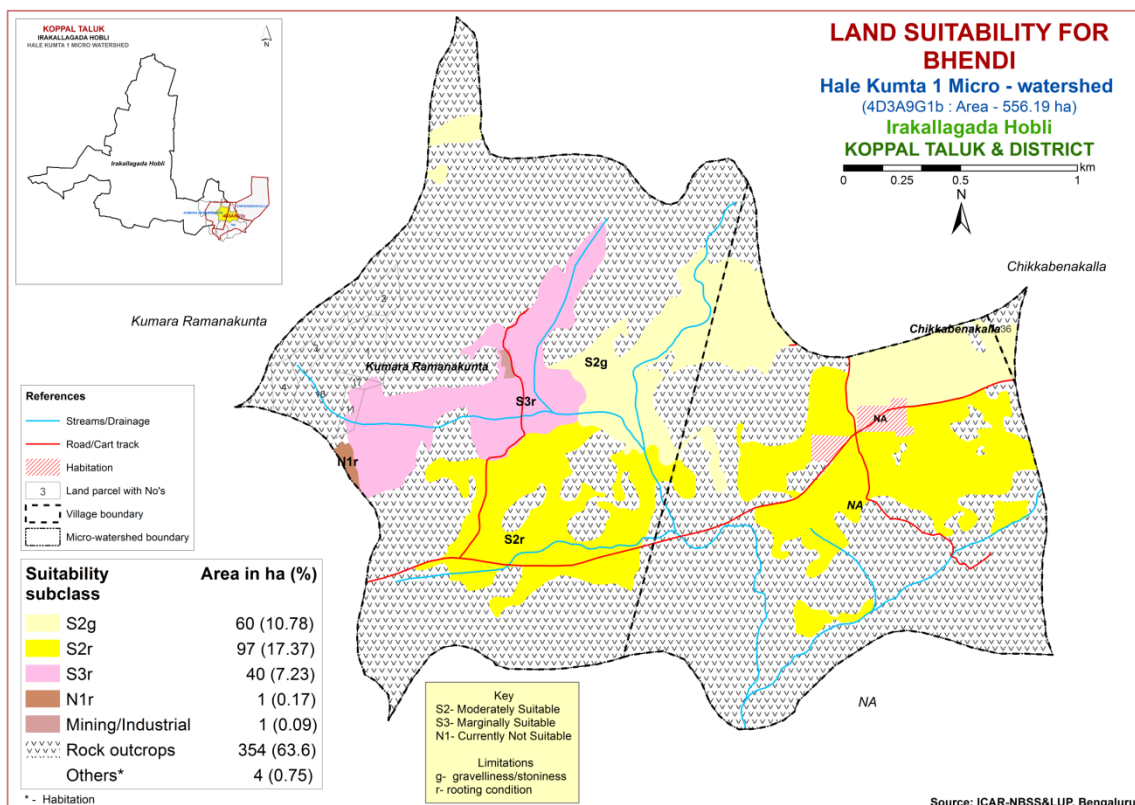 KOPPAL TALUK
IRAKALLAGADA HOBLI
HALE KUMTA 1 MICRO WATERSHED
N
Irakallagada Hobli
LAND SUITABILITY FOR
BHENDI
Hale Kumta 1 Micro - watershed
(4D3A9G1b : Area - 556.19 ha)
Irakallagada Hobli
KOPPAL TALUK & DISTRICT
km
0 0.25 0.5 1
N
Chikkabenakalla
Kumara Ramanakunta
Chikkabenakalla
36
2
3
1
4
Kumara Ramanakunta
S2g
S3r
N1r
S2r
NA
NA
NA
References
Streams/Drainage
Road/Cart track
Habitation
3 Land parcel with No's
Village boundary
Micro-watershed boundary
Suitability subclass Area in ha (%)
S2g 60 (10.78)
S2r 97 (17.37)
S3r 40 (7.23)
N1r 1 (0.17)
Mining/Industrial 1 (0.09)
Rock outcrops 354 (63.6)
Others* 4 (0.75)
* - Habitation
Key
S2- Moderately Suitable
S3- Marginally Suitable
N1- Currently Not Suitable
Limitations
g- gravelliness/stoniness
r- rooting condition
Source: ICAR-NBSS&LUP, Bengaluru